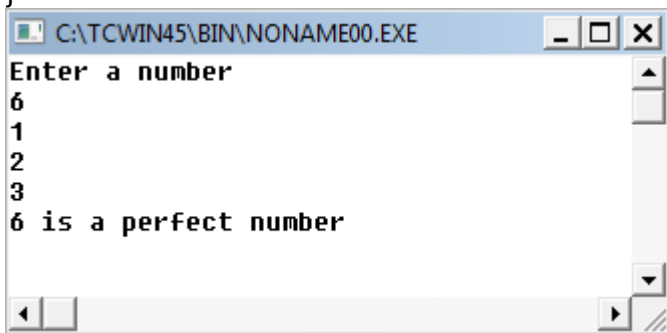 }
C:\TCWIN45\BIN\NONAME00.EXE
Enter a number
6
1
2
3
6 is a perfect number